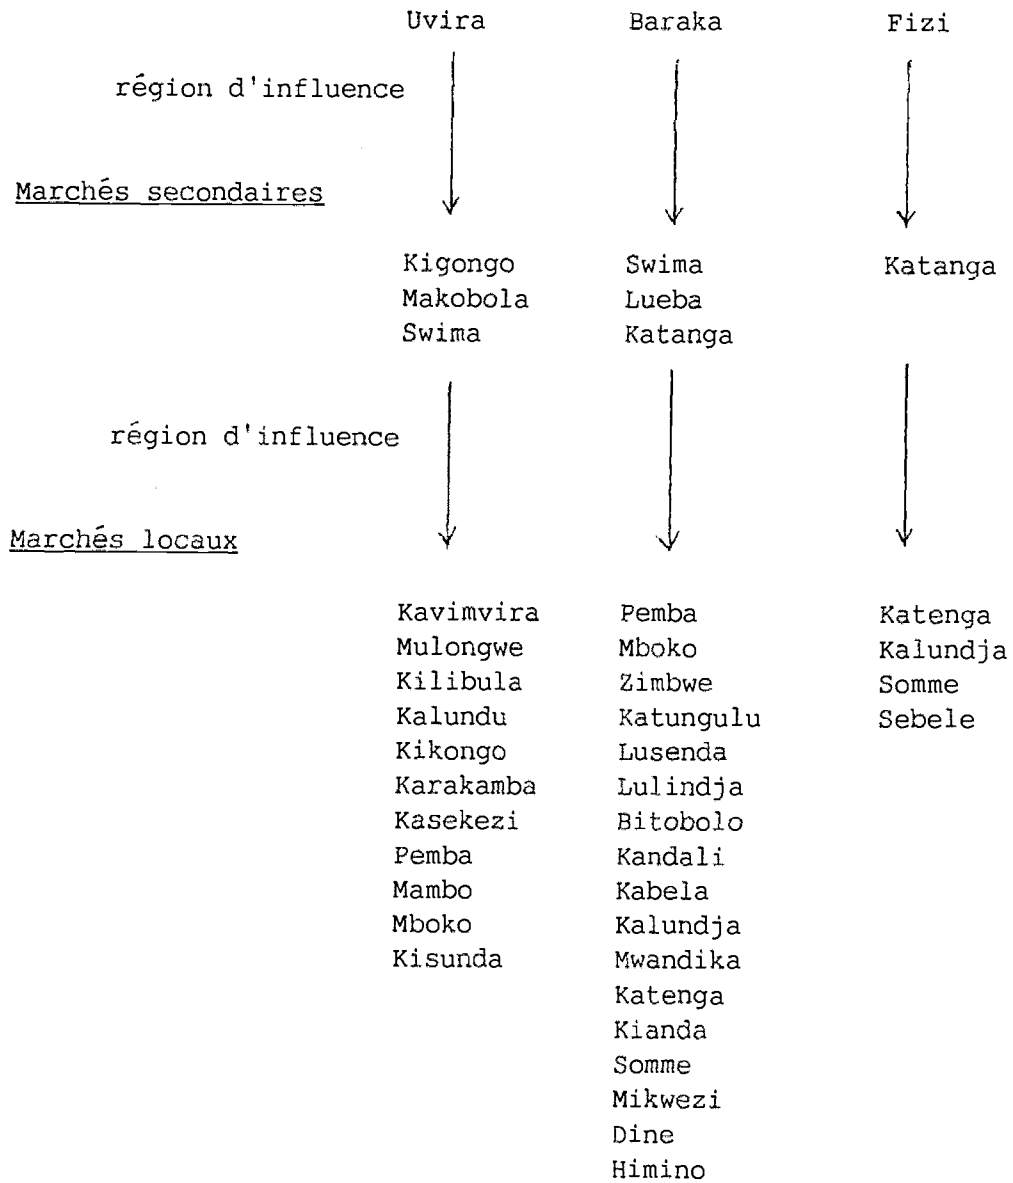 Uvira Baraka Fizi
région d'influence
Marchés secondaires
Kigongo Swima Katanga
Makobola Lueba
Swima Katanga
région d'influence
Marchés locaux
Kavimvira Pemba Katenga
Mulongwe Mboko Kalundja
Kilibula Zimbwe Somme
Kalundu Katungulu Sebele
Kikongo Lusenda
Karakamba Lulindja
Kasekezi Bitobolo
Pemba Kandali
Mambo Kabela
Mboko Kalundja
Kisunda Mwandika
Katenga
Kianda
Somme
Mikwezi
Dine
Himino